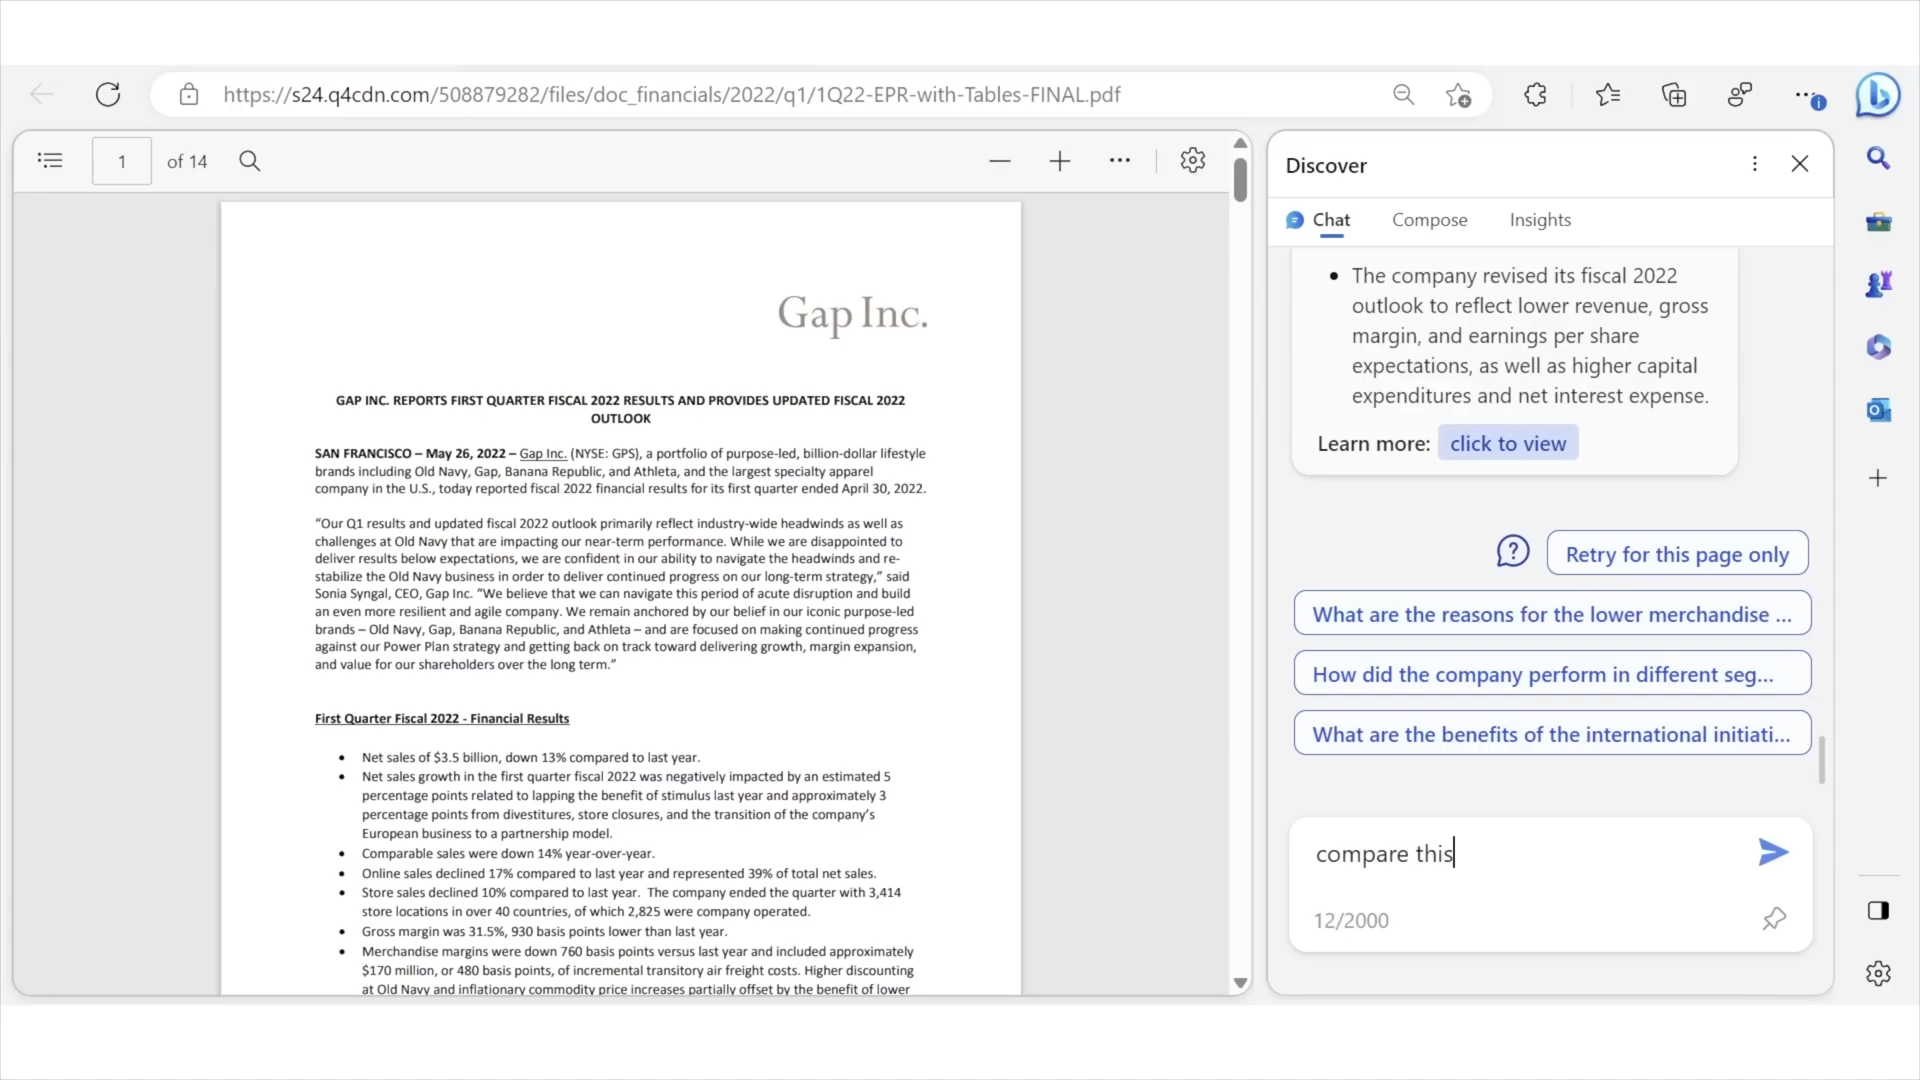 https://s24.q4cdn.com/508879282/files/doc_financials/2022/q1/1Q22-EPR-with-Tables-FINAL.pdf
1 of 14
Gap Inc.
GAP INC. REPORTS FIRST QUARTER FISCAL 2022 RESULTS AND PROVIDES UPDATED FISCAL 2022
OUTLOOK
SAN FRANCISCO – May 26, 2022 – Gap Inc. (NYSE: GPS), a portfolio of purpose-led, billion-dollar lifestyle
brands including Old Navy, Gap, Banana Republic, and Athleta, and the largest specialty apparel
company in the U.S., today reported fiscal 2022 financial results for its first quarter ended April 30, 2022.
“Our Q1 results and updated fiscal 2022 outlook primarily reflect industry-wide headwinds as well as
challenges at Old Navy that are impacting our near-term performance. While we are disappointed to
deliver results below expectations, we are confident in our ability to navigate the headwinds and re-
stabilize the Old Navy business in order to deliver continued progress on our long-term strategy,” said
Sonia Syngal, CEO, Gap Inc. “We believe that we can navigate this period of acute disruption and build
an even more resilient and agile company. We remain anchored by our belief in our iconic purpose-led
brands – Old Navy, Gap, Banana Republic, and Athleta – and are focused on making continued progress
against our Power Plan strategy and getting back on track toward delivering growth, margin expansion,
and value for our shareholders over the long term.”
First Quarter Fiscal 2022 - Financial Results
• Net sales of $3.5 billion, down 13% compared to last year.
• Net sales growth in the first quarter fiscal 2022 was negatively impacted by an estimated 5
percentage points related to lapping the benefit of stimulus last year and approximately 3
percentage points from divestitures, store closures, and the transition of the company’s
European business to a partnership model.
• Comparable sales were down 14% year-over-year.
• Online sales declined 17% compared to last year and represented 39% of total net sales.
• Store sales declined 10% compared to last year. The company ended the quarter with 3,414
store locations in over 40 countries, of which 2,825 were company operated.
• Gross margin was 31.5%, 930 basis points lower than last year.
• Merchandise margins were down 760 basis points versus last year and included approximately
$170 million, or 480 basis points, of incremental transitory air freight costs. Higher discounting
at Old Navy and inflationary commodity price increases partially offset by the benefit of lower
Discover
Chat Compose Insights
• The company revised its fiscal 2022
outlook to reflect lower revenue, gross
margin, and earnings per share
expectations, as well as higher capital
expenditures and net interest expense.
Learn more: click to view
Retry for this page only
What are the reasons for the lower merchandise ...
How did the company perform in different seg...
What are the benefits of the international initiati...
compare this
12/2000